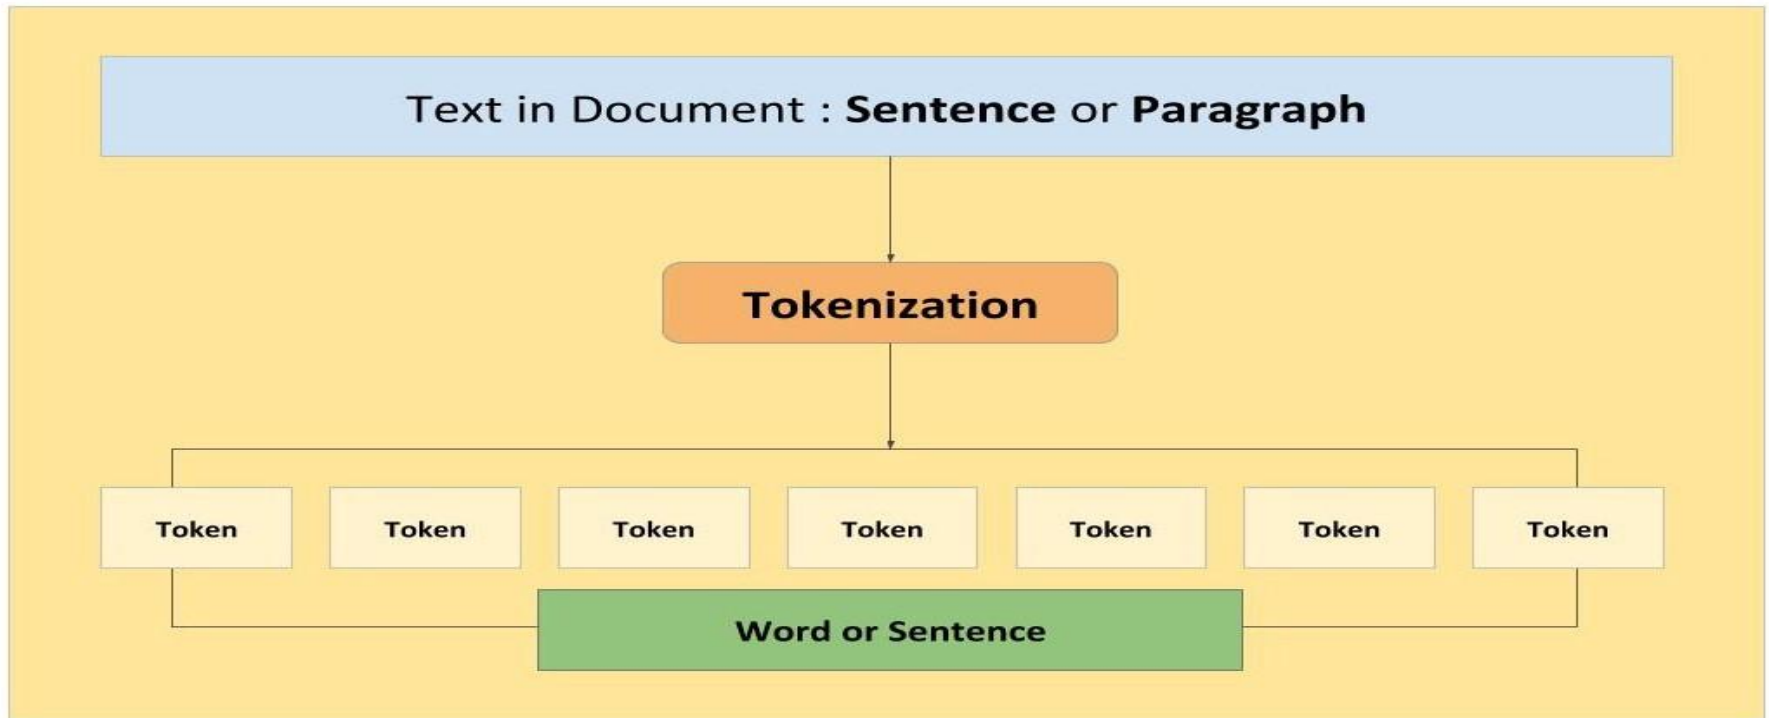 Text in Document : Sentence or Paragraph
Tokenization
Token Token Token Token Token Token Token
Word or Sentence